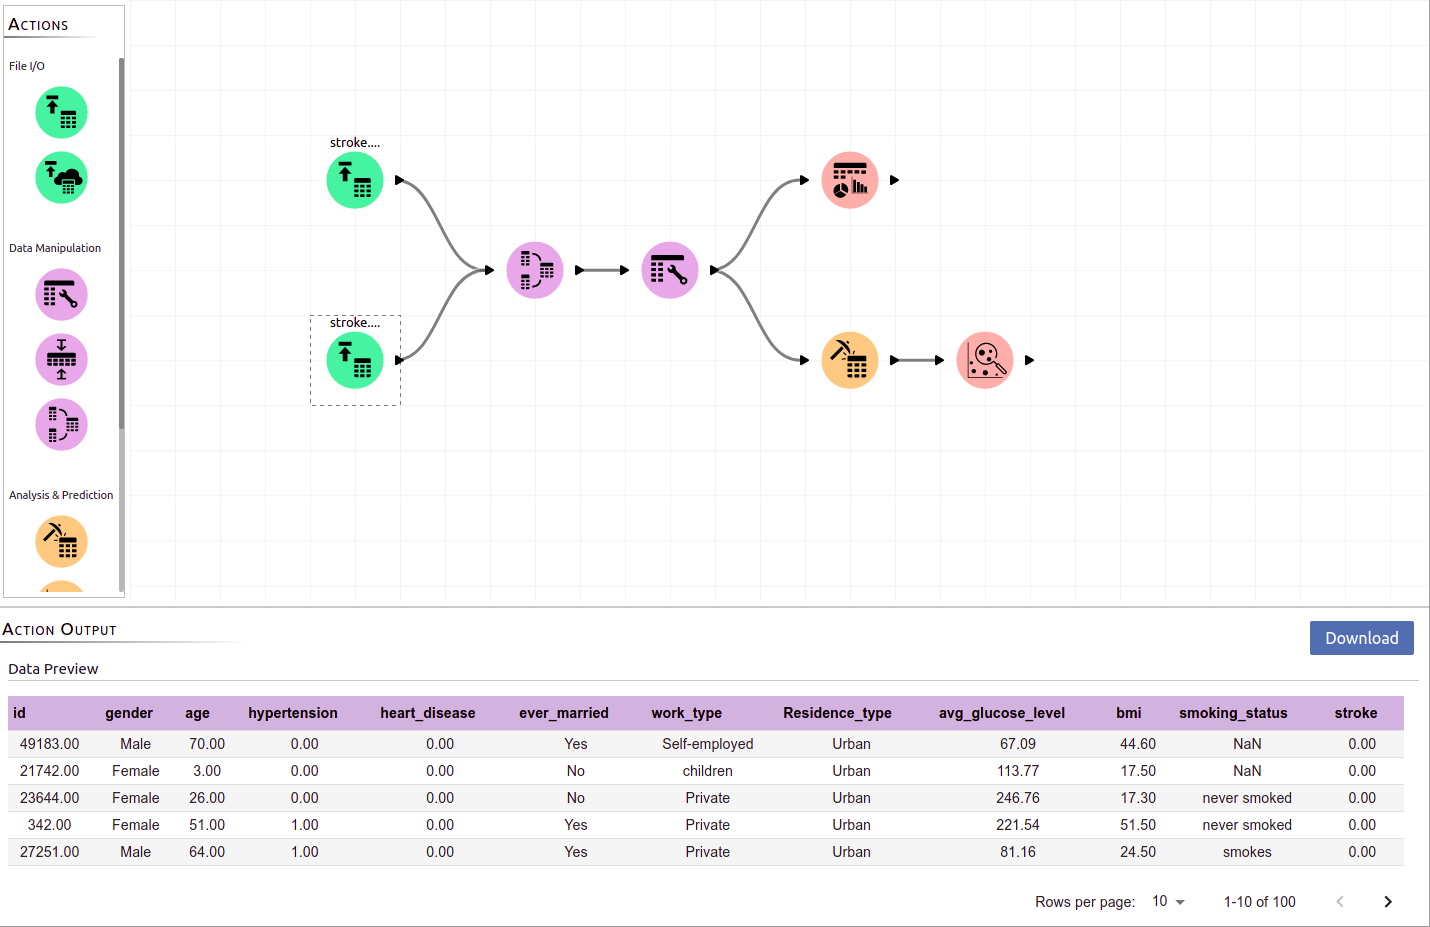 Actions
File I/O
Data Manipulation
Analysis & Prediction
stroke....
stroke....
Action Output
Download
Data Preview
id gender age hypertension heart_disease ever_married work_type Residence_type avg_glucose_level bmi smoking_status stroke
49183.00 Male 70.00 0.00 0.00 Yes Self-employed Urban 67.09 44.60 NaN 0.00
21742.00 Female 3.00 0.00 0.00 No children Urban 113.77 17.50 NaN 0.00
23644.00 Female 26.00 0.00 0.00 No Private Urban 246.76 17.30 never smoked 0.00
342.00 Female 51.00 1.00 0.00 Yes Private Urban 221.54 51.50 never smoked 0.00
27251.00 Male 64.00 1.00 0.00 Yes Private Urban 81.16 24.50 smokes 0.00
Rows per page: 10 1-10 of 100